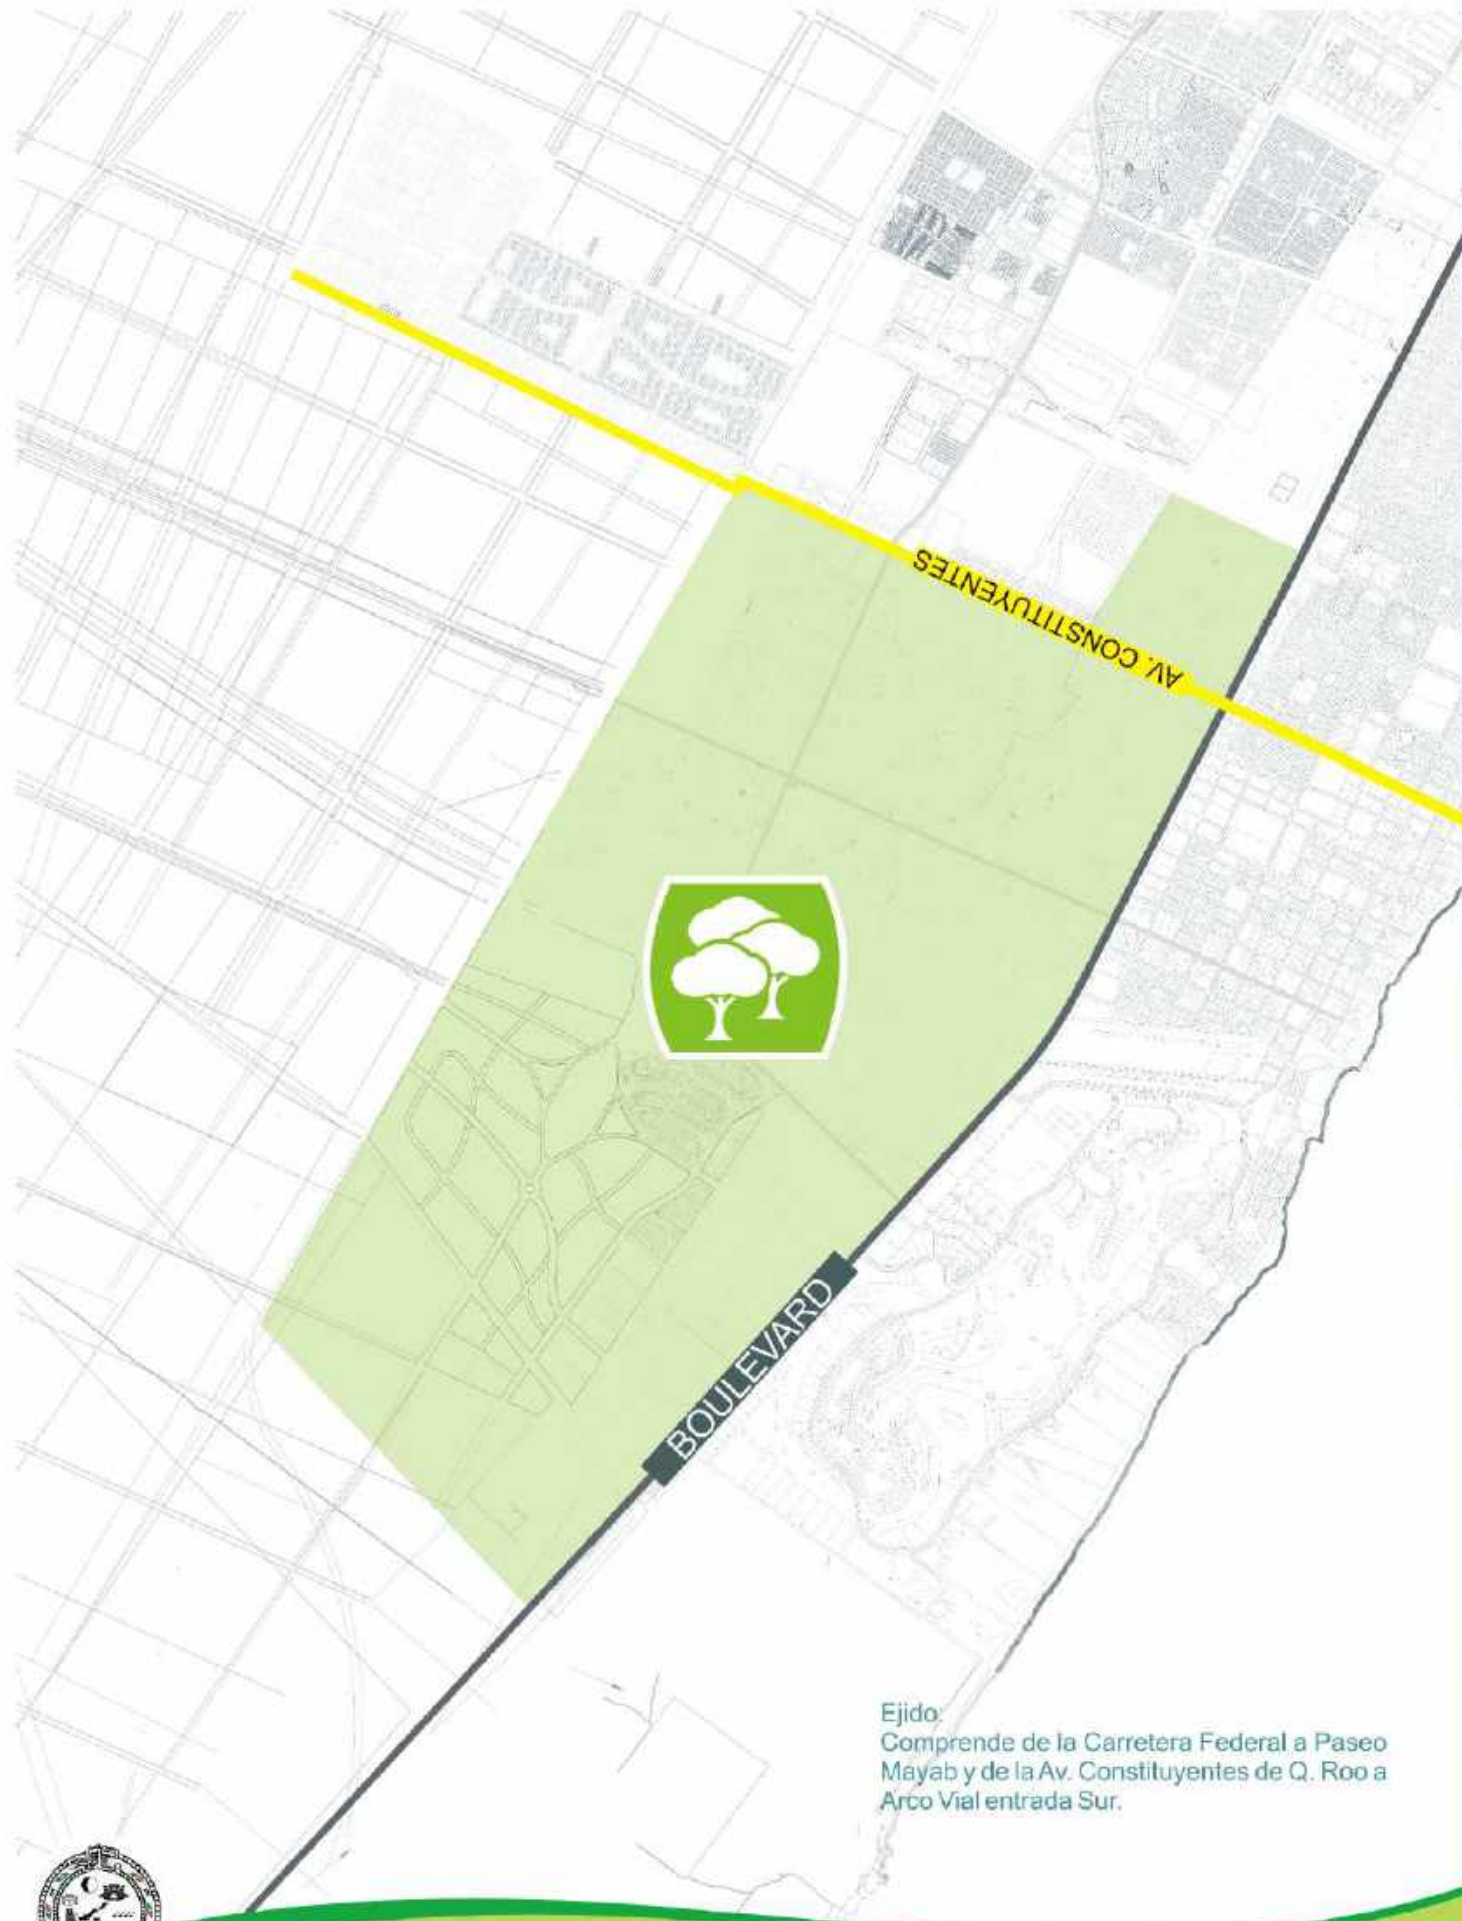 AV. CONSTITUYENTES
BOULEVARD
Ejido:
Comprende de la Carretera Federal a Paseo
Mayab y de la Av. Constituyentes de Q. Roo a
Arco Vial entrada Sur.